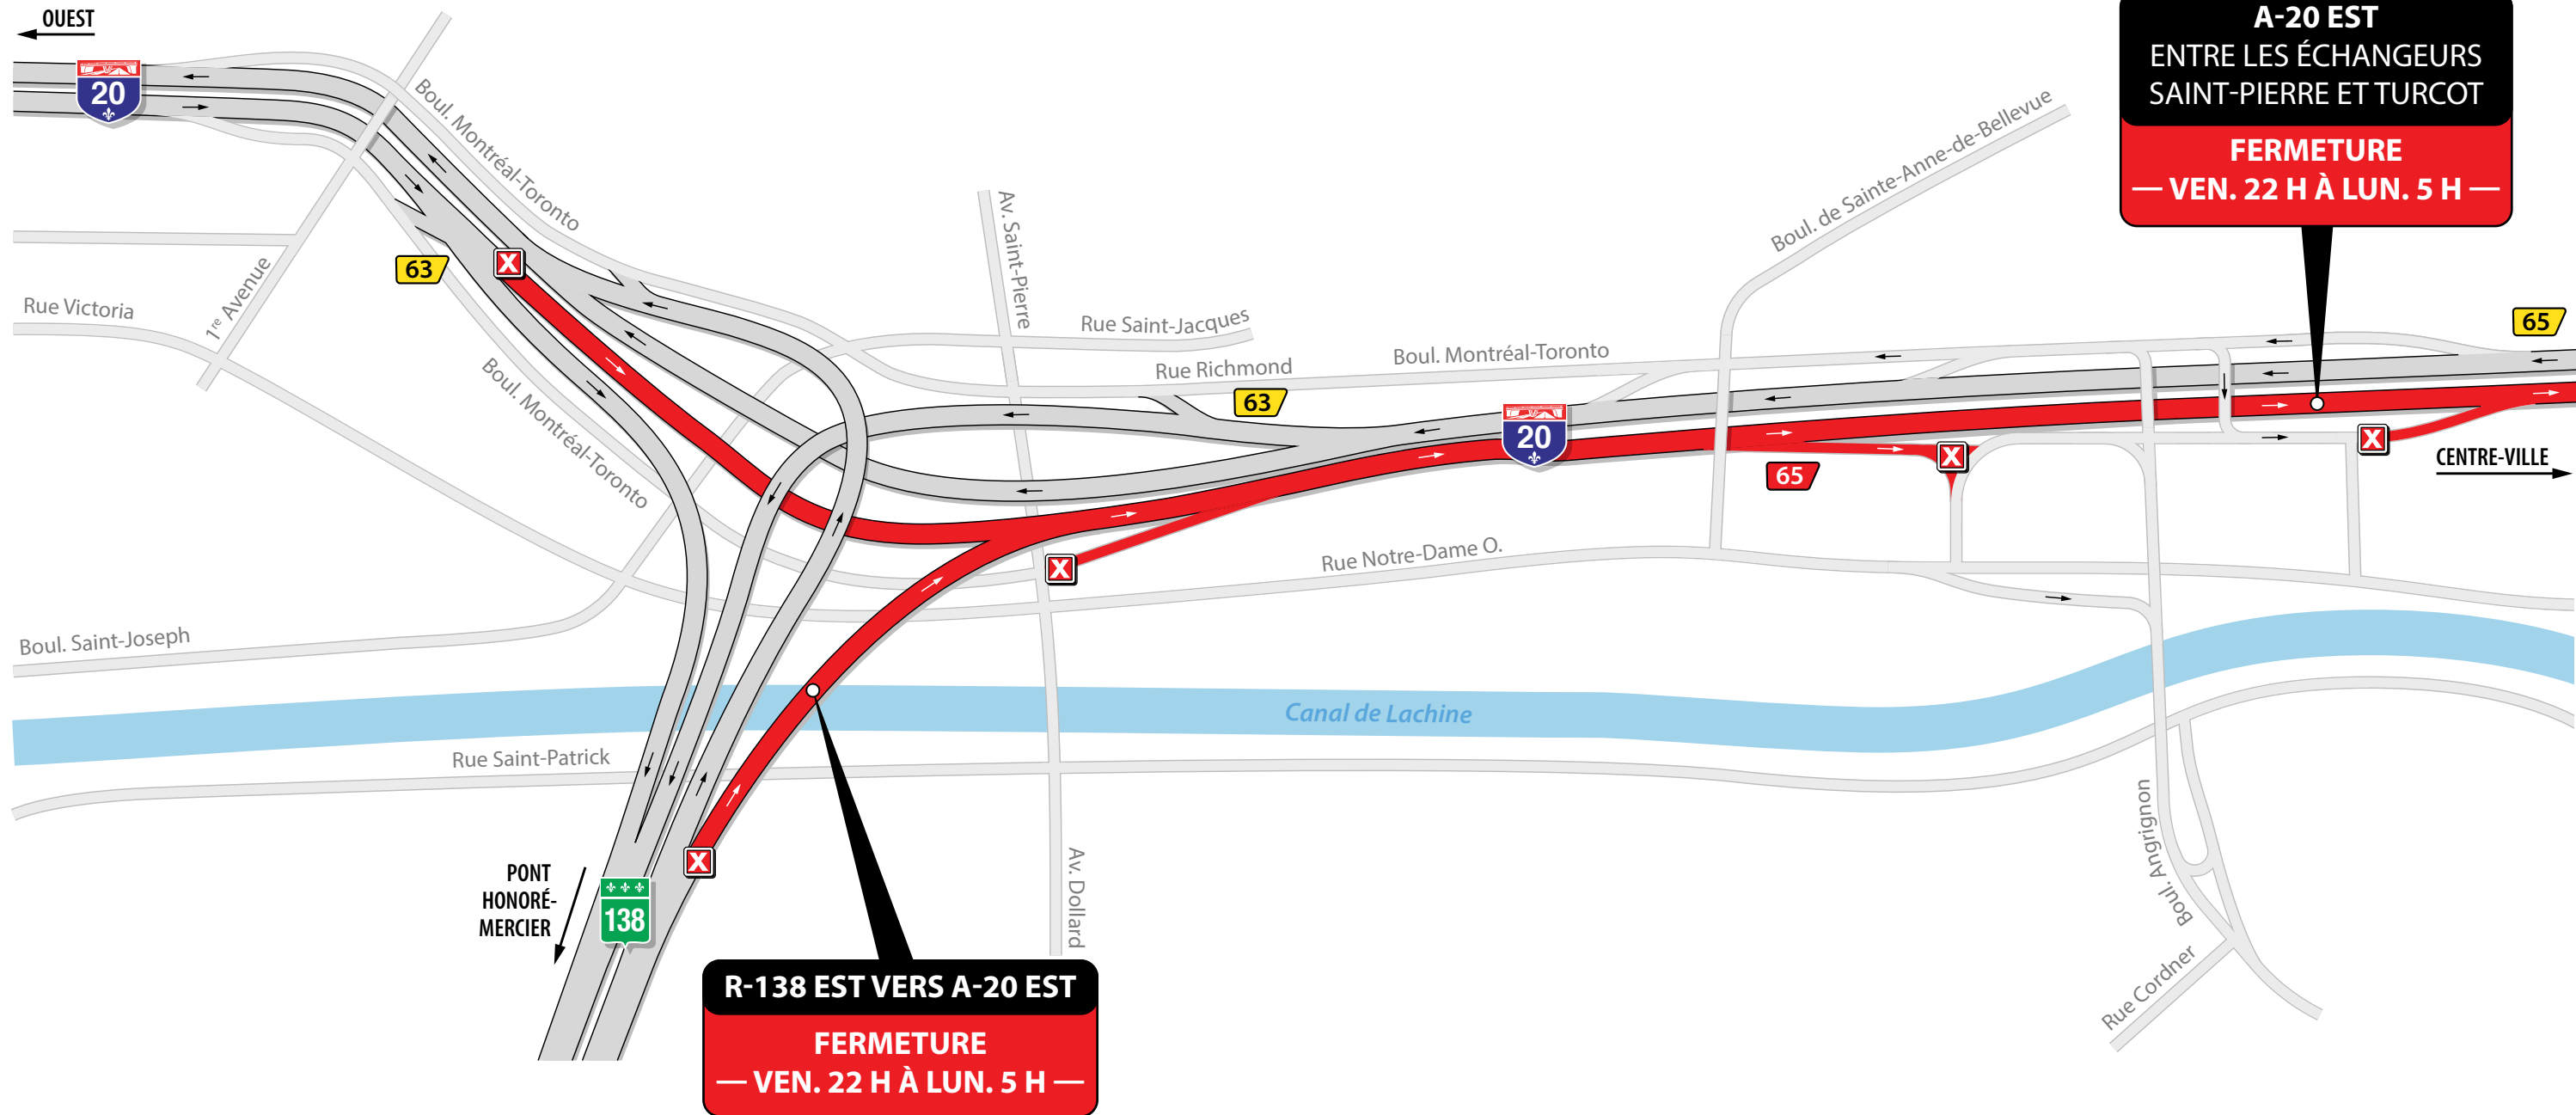 OUEST
20
Boul. Montréal-Toronto
A-20 EST
ENTRE LES ÉCHANGEURS
SAINT-PIERRE ET TURCOT
FERMETURE
— VEN. 22 H À LUN. 5 H —
Boul. de Sainte-Anne-de-Bellevue
Av. Saint-Pierre
63
X
1re Avenue
Rue Victoria
Rue Saint-Jacques
Boul. Montréal-Toronto
Rue Richmond
65
63
Boul. Montréal-Toronto
20
X
X
65
CENTRE-VILLE
X
Rue Notre-Dame O.
Boul. Saint-Joseph
Canal de Lachine
Rue Saint-Patrick
Boul. Angrignon
X
PONT
HONORÉ-
MERCIER
138
Av. Dollard
Rue Cordner
R-138 EST VERS A-20 EST
FERMETURE
— VEN. 22 H À LUN. 5 H —